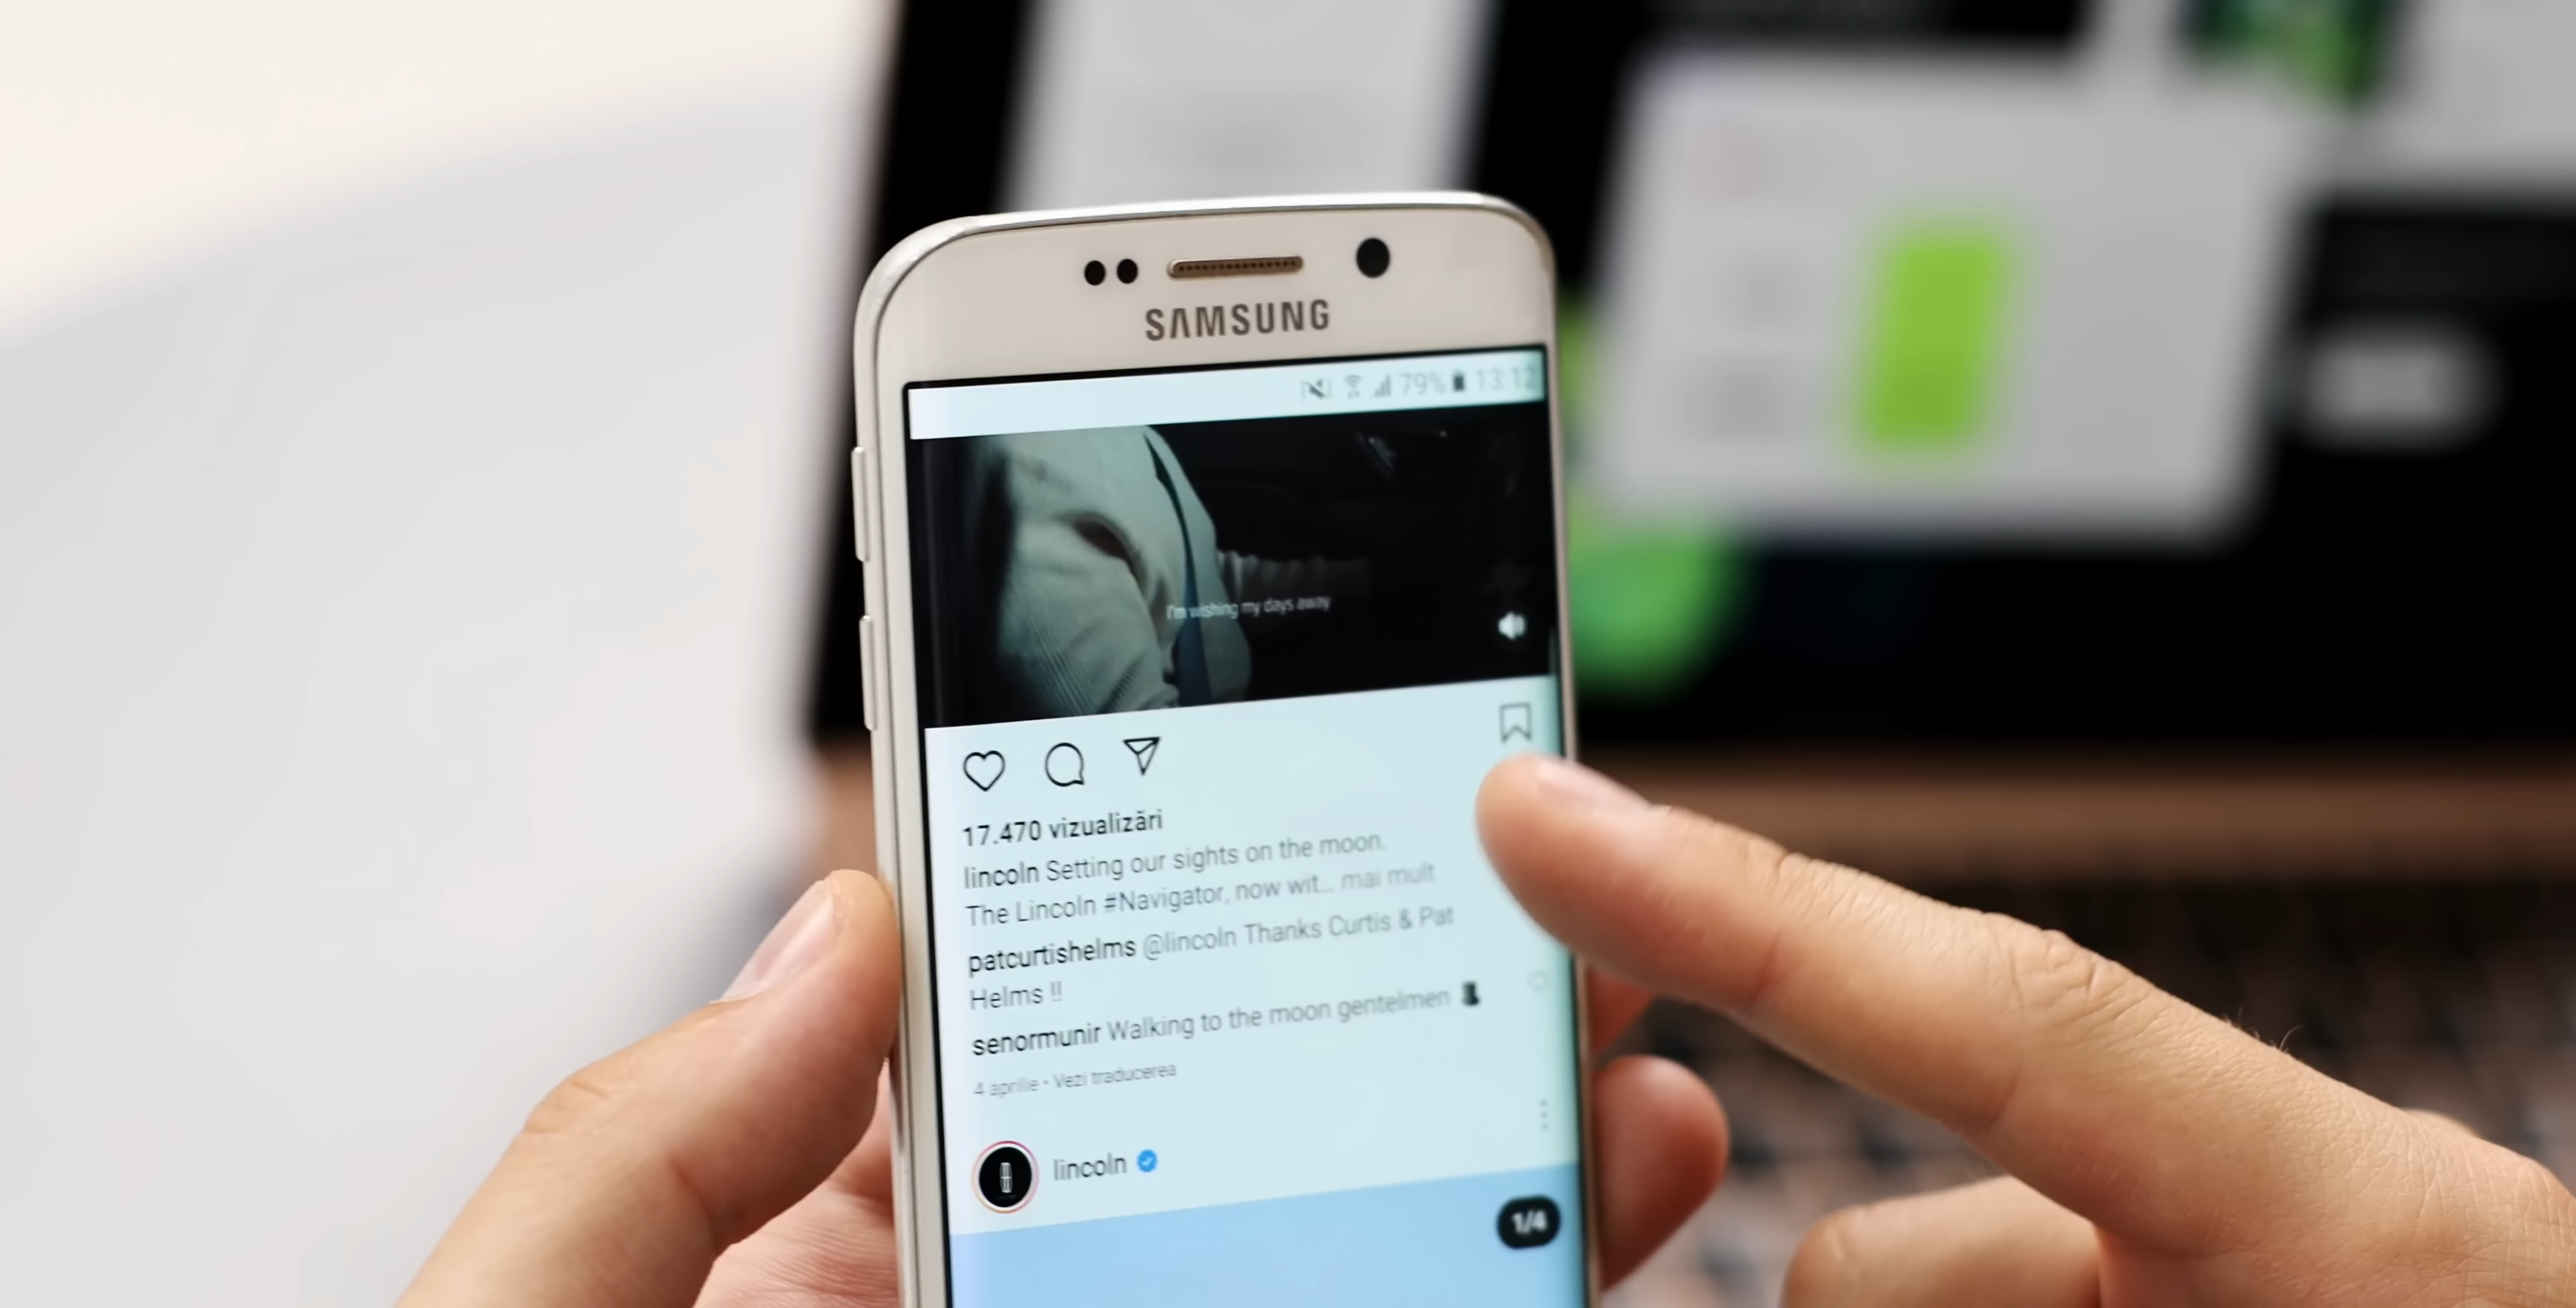 SAMSUNG
79% 13:12
I'm wishing my days away
17.470 vizualizări
lincoln Setting our sights on the moon.
The Lincoln #Navigator, now wit... mai mult
patcurtishelms @lincoln Thanks Curtis & Pat
Helms !!
senormunir Walking to the moon gentelmen
4 aprilie • Vezi traducerea
lincoln
1/4